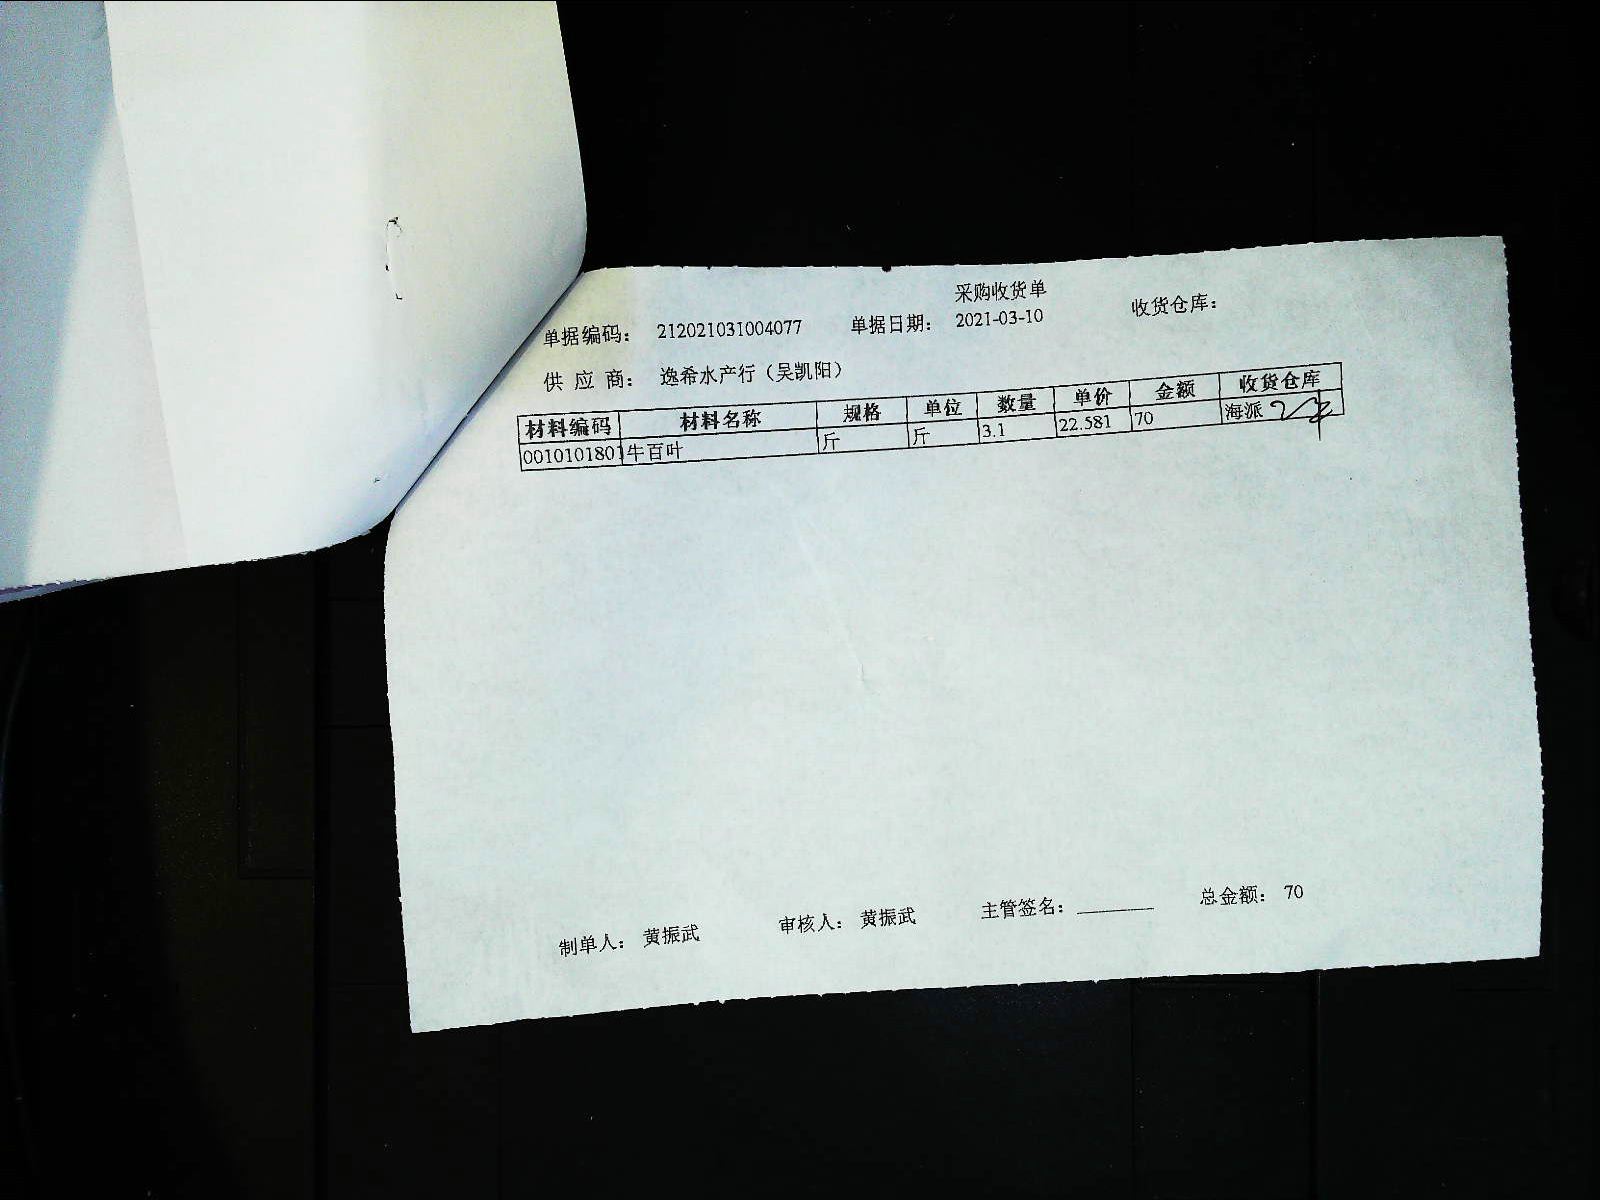 采购收货单
单据编码： 212021031004077 单据日期： 2021-03-10 收货仓库：
供 应 商： 逸希水产行（吴凯阳）
材料编码 材料名称 规格 单位 数量 单价 金额 收货仓库
0010101801 牛百叶 斤 斤 3.1 22.581 70 海派
制单人： 黄振武 审核人： 黄振武 主管签名： 总金额： 70